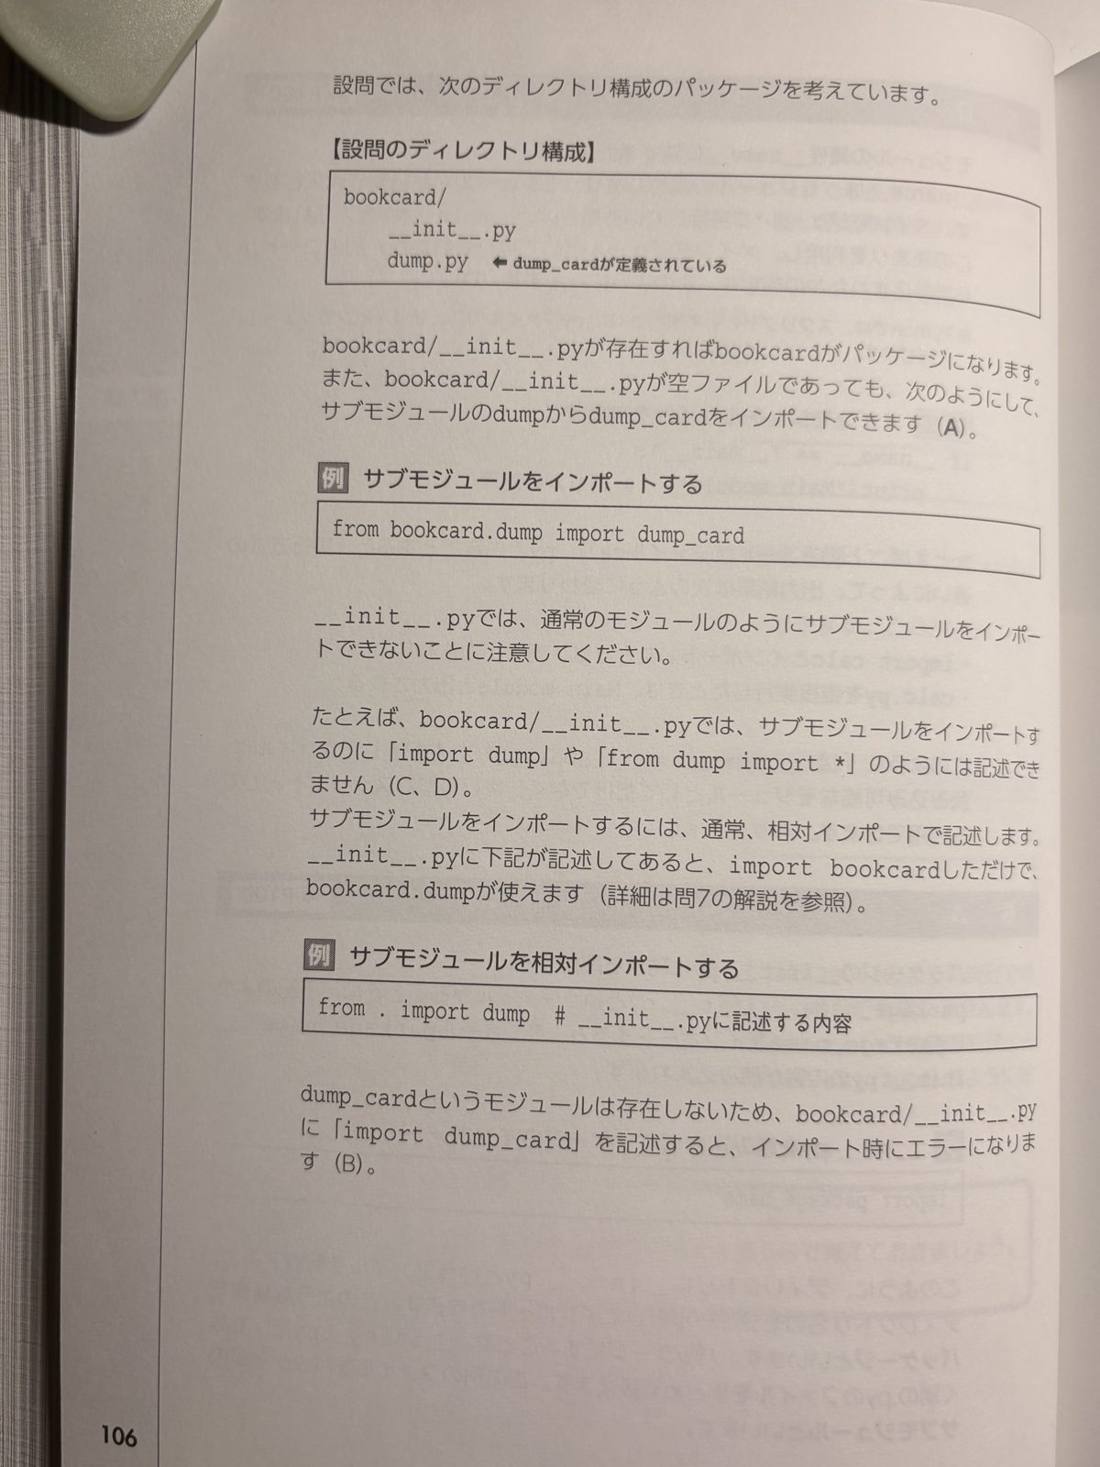 設問では、次のディレクトリ構成のパッケージを考えています。
【設問のディレクトリ構成】
bookcard/
__init__.py
dump.py ⬅ dump_cardが定義されている
bookcard/__init__.pyが存在すればbookcardがパッケージになります。
また、bookcard/__init__.pyが空ファイルであっても、次のようにして、
サブモジュールのdumpからdump_cardをインポートできます（A）。
例 サブモジュールをインポートする
from bookcard.dump import dump_card
__init__.pyでは、通常のモジュールのようにサブモジュールをインポー
トできないことに注意してください。
たとえば、bookcard/__init__.pyでは、サブモジュールをインポートす
るのに「import dump」や「from dump import *」のようには記述でき
ません（C、D）。
サブモジュールをインポートするには、通常、相対インポートで記述します。
__init__.pyに下記が記述してあると、import bookcardしただけで、
bookcard.dumpが使えます（詳細は問7の解説を参照）。
例 サブモジュールを相対インポートする
from . import dump # __init__.pyに記述する内容
dump_cardというモジュールは存在しないため、bookcard/__init__.py
に「import dump_card」を記述すると、インポート時にエラーになりま
す（B）。
106